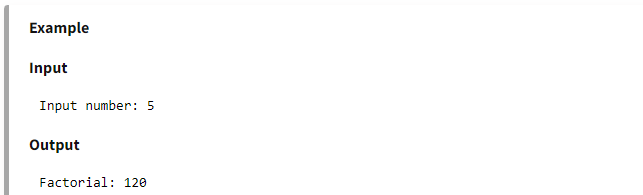 Example
Input
Input number: 5
Output
Factorial: 120